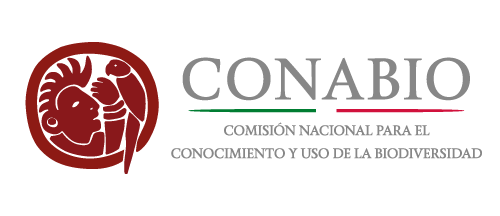 CONABIO
COMISIÓN NACIONAL PARA EL
CONOCIMIENTO Y USO DE LA BIODIVERSIDAD